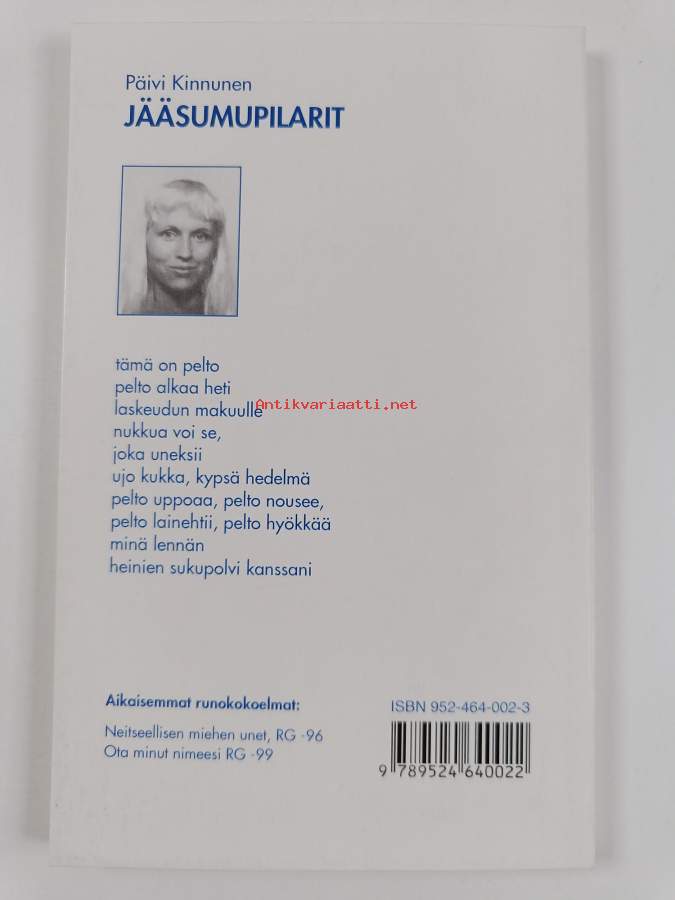 Päivi Kinnunen
JÄÄSUMUPILARIT
tämä on pelto
pelto alkaa heti
laskeudun makuulle
Antikvariaatti.net
nukkua voi se,
joka uneksii
ujo kukka, kypsä hedelmä
pelto uppoaa, pelto nousee,
pelto lainehtii, pelto hyökkää
minä lennän
heinien sukupolvi kanssani
Aikaisemmat runokokoelmat:
Neitseellisen miehen unet, RG -96
Ota minut nimeesi RG -99
ISBN 952-464-002-3
9 789524 640022